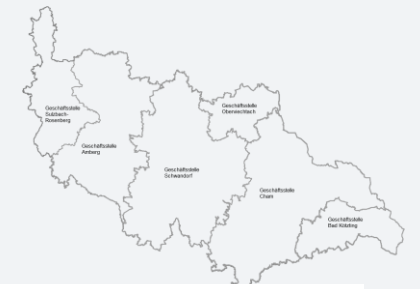 Geschäftsstelle
Sulzbach-
Rosenberg
Geschäftsstelle
Amberg
Geschäftsstelle
Schwandorf
Geschäftsstelle
Oberviechtach
Geschäftsstelle
Cham
Geschäftsstelle
Bad Kötzting